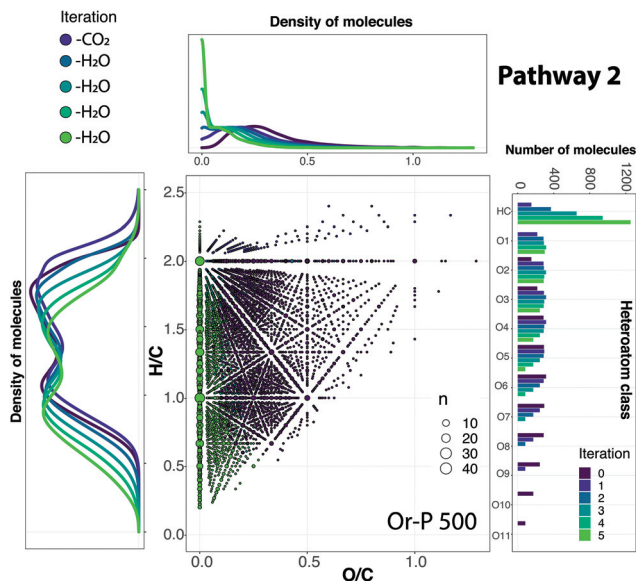 Iteration
-CO₂
-H₂O
-H₂O
-H₂O
-H₂O
Density of molecules
0.0 0.5 1.0
Pathway 2
Number of molecules
0 400 800 1200
Density of molecules
H/C
2.5
2.0
1.5
1.0
0.5
0.0
n
10
20
30
40
Or-P 500
0.0 0.5 1.0
O/C
HC
O1
O2
O3
O4
O5
O6
O7
O8
O9
O10
O11
Heteroatom class
Iteration
0
1
2
3
4
5